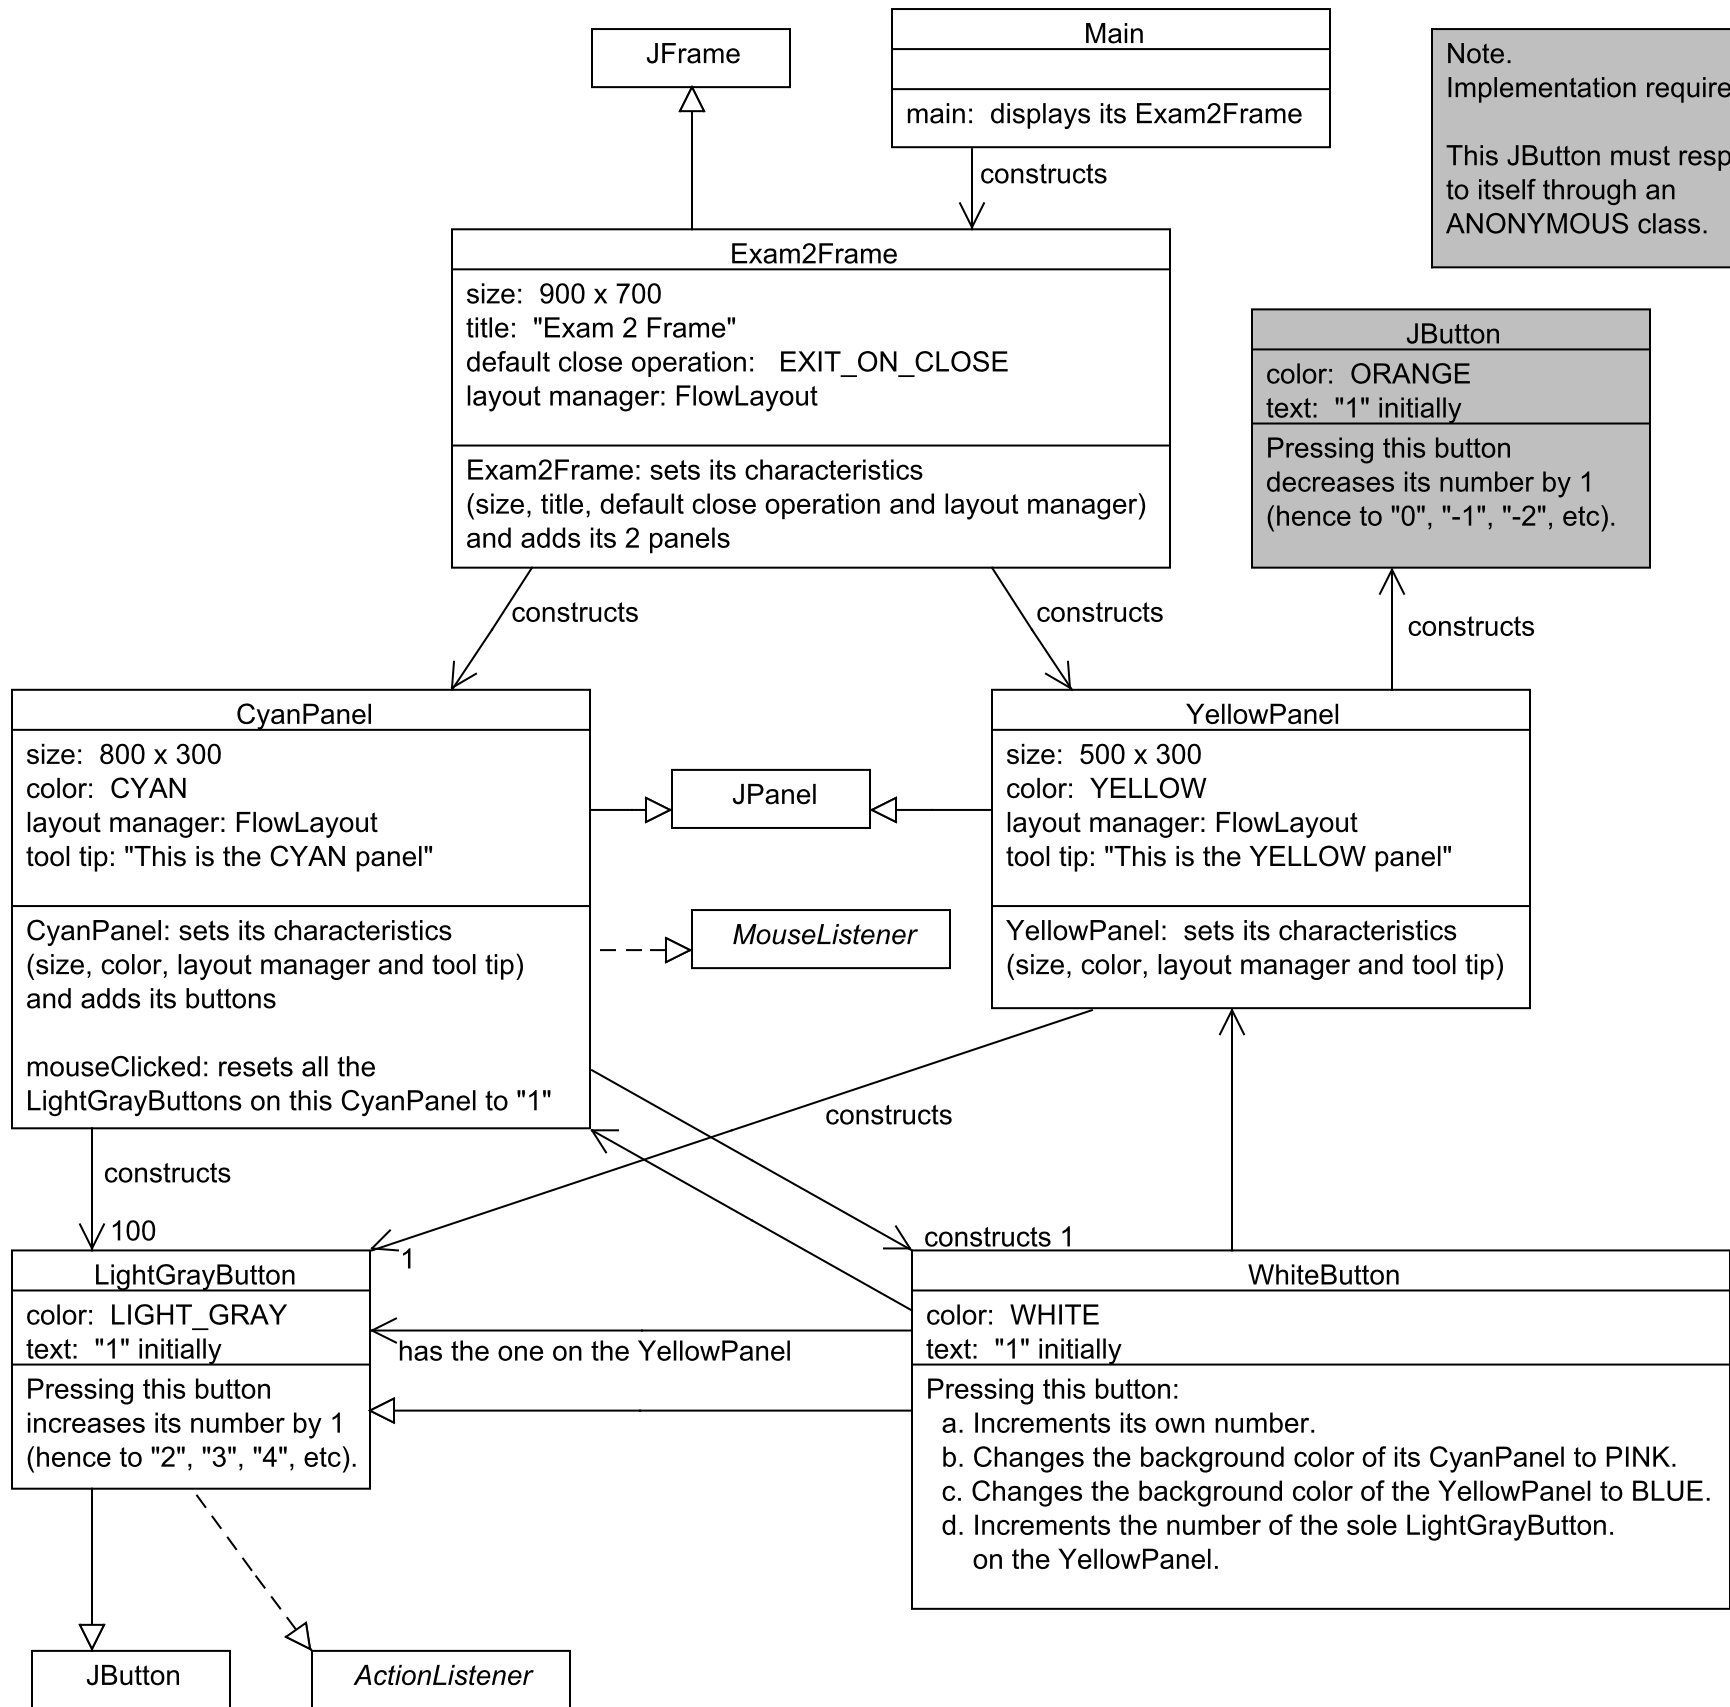 JFrame
Main
main:  displays its Exam2Frame
Note.
Implementation require
This JButton must resp
to itself through an
ANONYMOUS class.
constructs
Exam2Frame
size:  900 x 700
title:  "Exam 2 Frame"
default close operation:   EXIT_ON_CLOSE
layout manager: FlowLayout
Exam2Frame: sets its characteristics
(size, title, default close operation and layout manager)
and adds its 2 panels
JButton
color:  ORANGE
text:  "1" initially
Pressing this button
decreases its number by 1
(hence to "0", "-1", "-2", etc).
constructs
constructs
constructs
CyanPanel
size:  800 x 300
color:  CYAN
layout manager: FlowLayout
tool tip: "This is the CYAN panel"
CyanPanel: sets its characteristics
(size, color, layout manager and tool tip)
and adds its buttons
mouseClicked: resets all the
LightGrayButtons on this CyanPanel to "1"
JPanel
MouseListener
YellowPanel
size:  500 x 300
color:  YELLOW
layout manager: FlowLayout
tool tip: "This is the YELLOW panel"
YellowPanel:  sets its characteristics
(size, color, layout manager and tool tip)
constructs
constructs
100
1
constructs 1
LightGrayButton
color:  LIGHT_GRAY
text:  "1" initially
Pressing this button
increases its number by 1
(hence to "2", "3", "4", etc).
has the one on the YellowPanel
WhiteButton
color:  WHITE
text:  "1" initially
Pressing this button:
a. Increments its own number.
b. Changes the background color of its CyanPanel to PINK.
c. Changes the background color of the YellowPanel to BLUE.
d. Increments the number of the sole LightGrayButton.
on the YellowPanel.
JButton
ActionListener